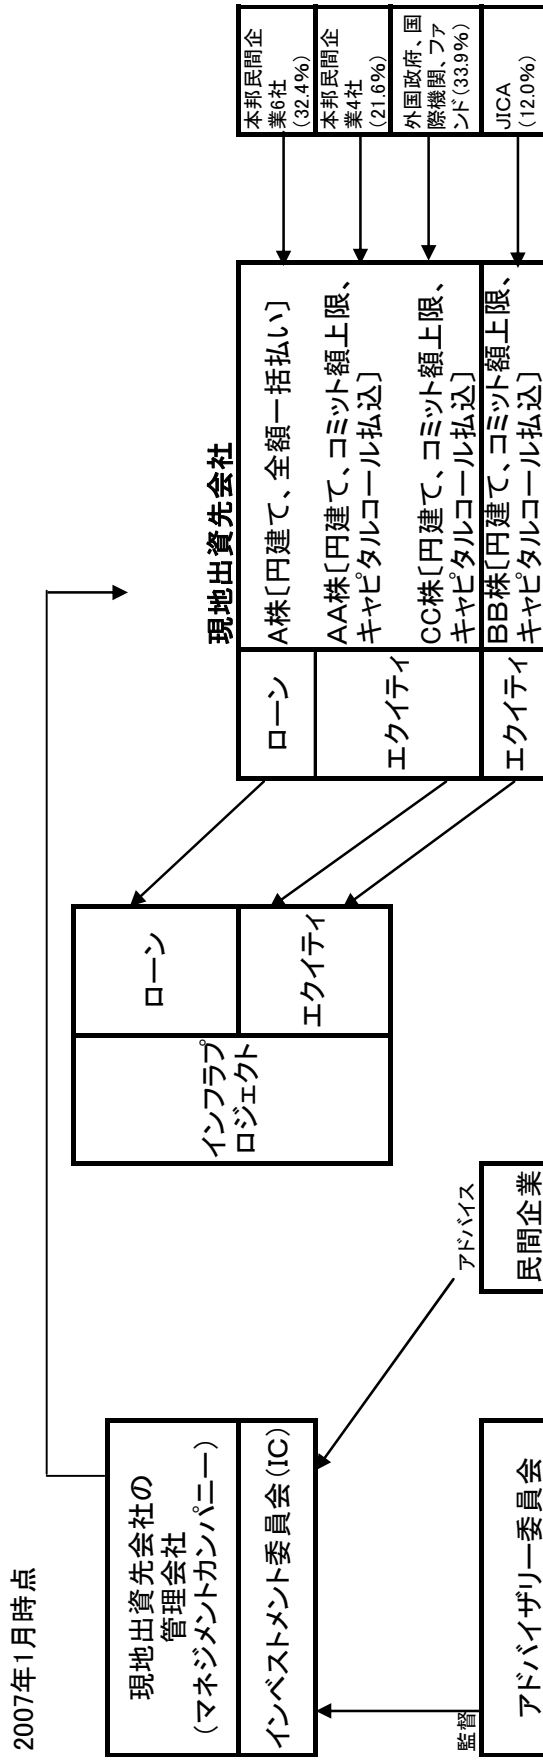 2007年1月時点
現地出資先会社の
管理会社
(マネジメントカンパニー)
インベストメント委員会(IC)
監督
アドバイザリー委員会
アドバイス
民間企業
インフラプ
ロジェクト
ローン
エクイティ
現地出資先会社
ローン
エクイティ
エクイティ
A株〔円建て、全額一括払い〕
AA株〔円建て、コミット額上限、
キャピタルコール払込〕
CC株〔円建て、コミット額上限、
キャピタルコール払込〕
BB株〔円建て、コミット額上限、
キャピタルコール払込〕
本邦民間企
業6社
(32.4%)
本邦民間企
業4社
(21.6%)
外国政府、国
際機関、ファ
ンド(33.9%)
JICA
(12.0%)